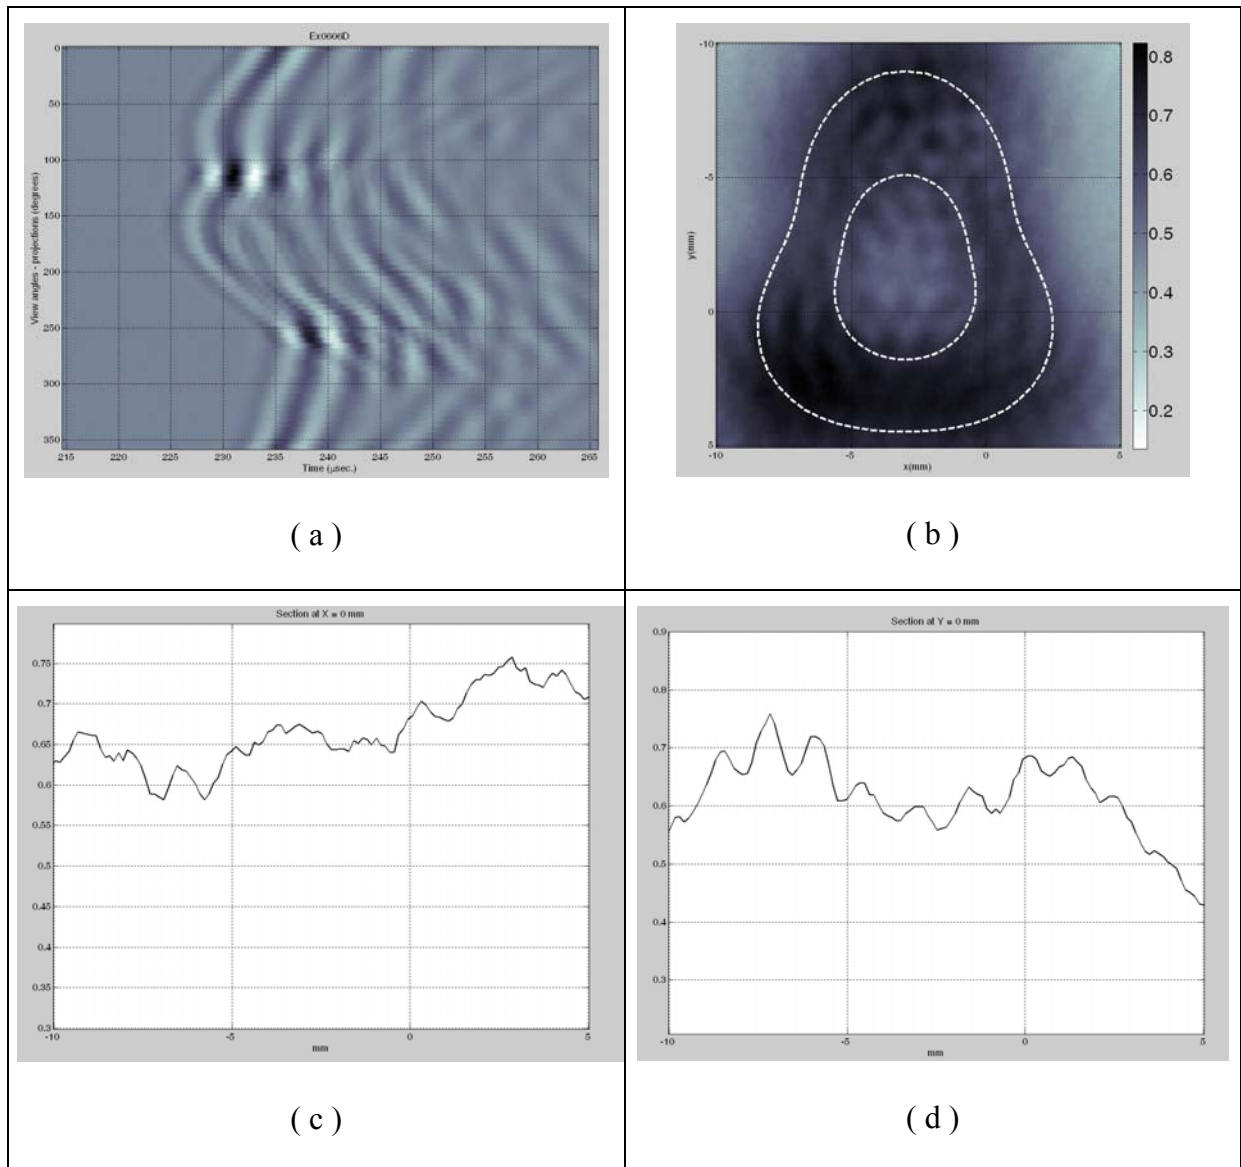 Ex0606D
0
50
100
150
200
250
300
350
View angles - projections (degrees)
215 220 225 230 235 240 245 250 255 260 265
Time (μsec.)
( a )
-10
-5
0
5
y(mm)
-10 -5 0 5
x(mm)
0.8
0.7
0.6
0.5
0.4
0.3
0.2
( b )
Section at X = 0 mm
0.75
0.7
0.65
0.6
0.55
0.5
0.45
0.4
0.35
0.3
-10 -5 0 5
mm
( c )
Section at Y = 0 mm
0.9
0.8
0.7
0.6
0.5
0.4
0.3
-10 -5 0 5
mm
( d )